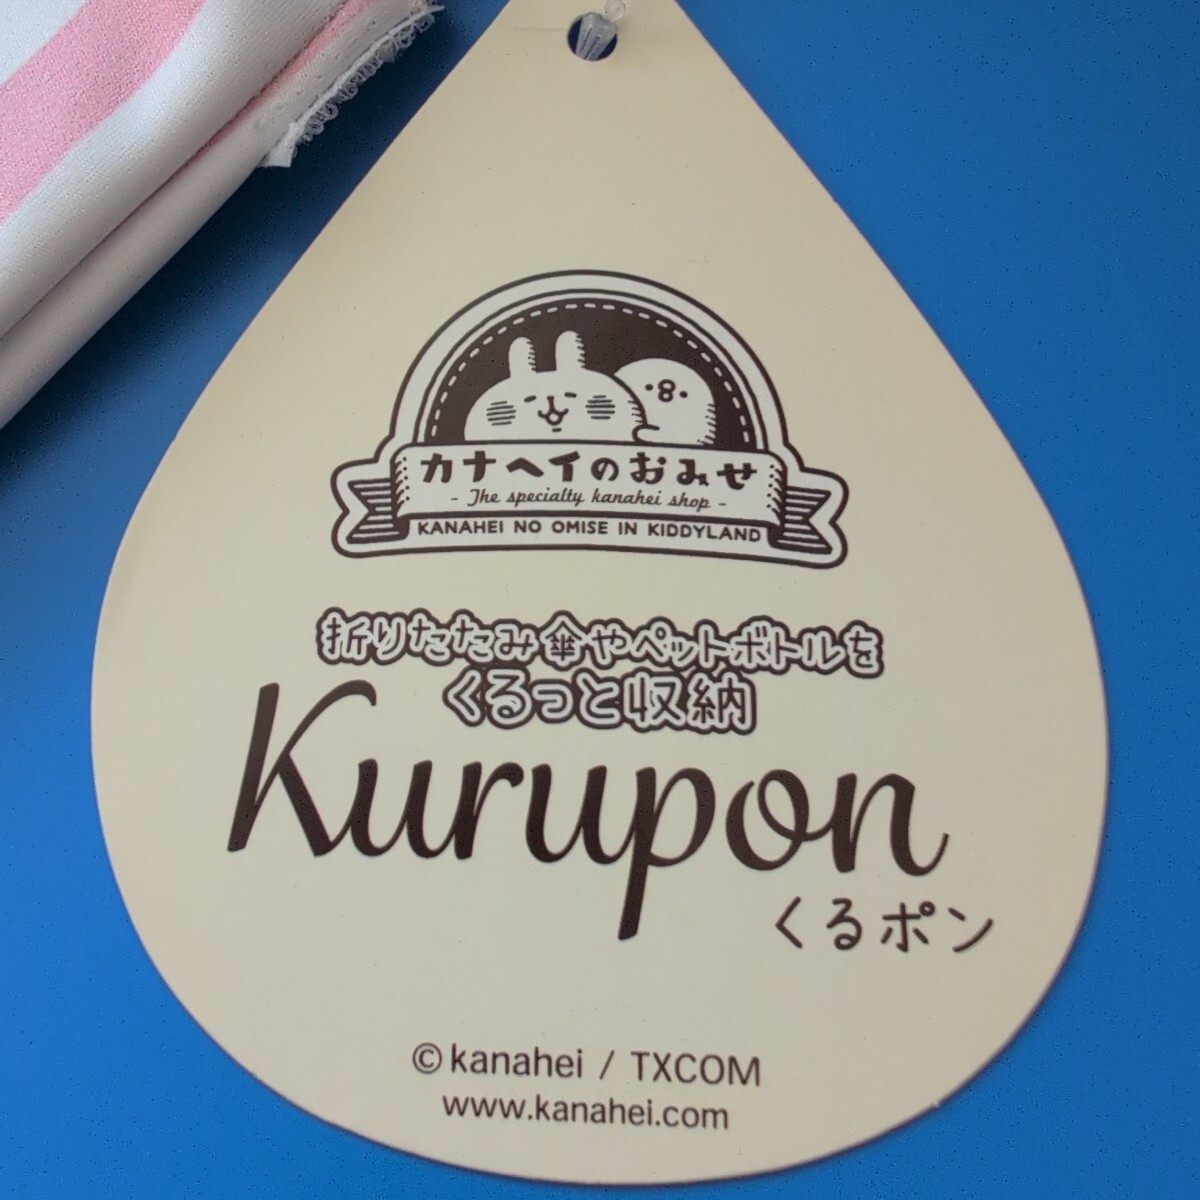 カナヘイのおみせ
- The specialty kanahei shop -
KANAHEI NO OMISE IN KIDDYLAND
折りたたみ傘やペットボトルを
くるっと収納
Kurupon
くるポン
©kanahei / TXCOM
www.kanahei.com